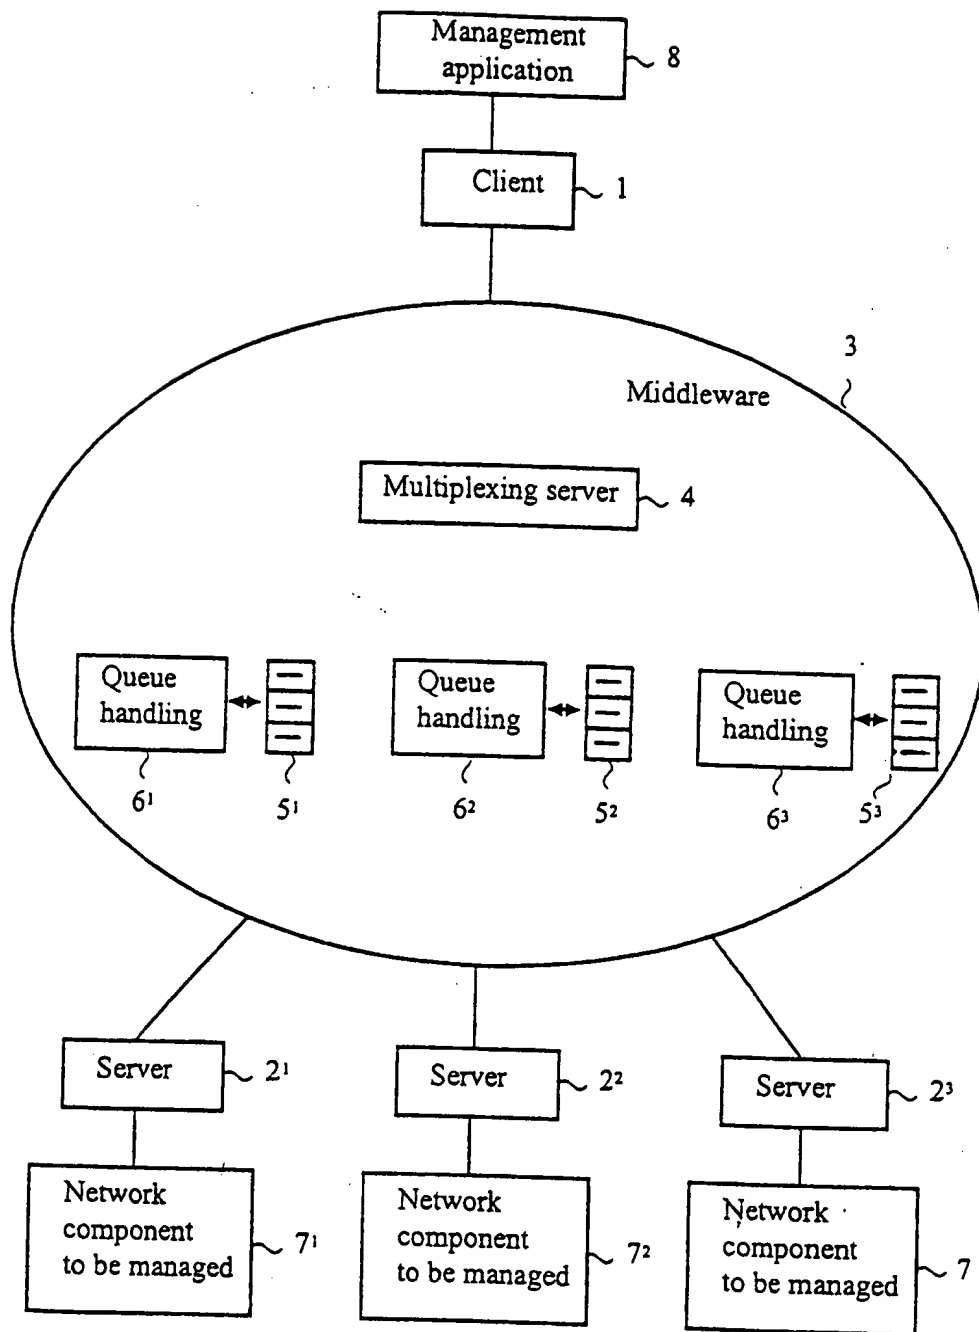 Management
application
8
Client
1
3
Middleware
Multiplexing server
4
Queue
handling
Queue
handling
Queue
handling
6¹
5¹
6²
5²
6³
5³
Server
2¹
Server
2²
Server
2³
Network
component
to be managed
7¹
Network
component
to be managed
7²
Network
component
to be managed
7